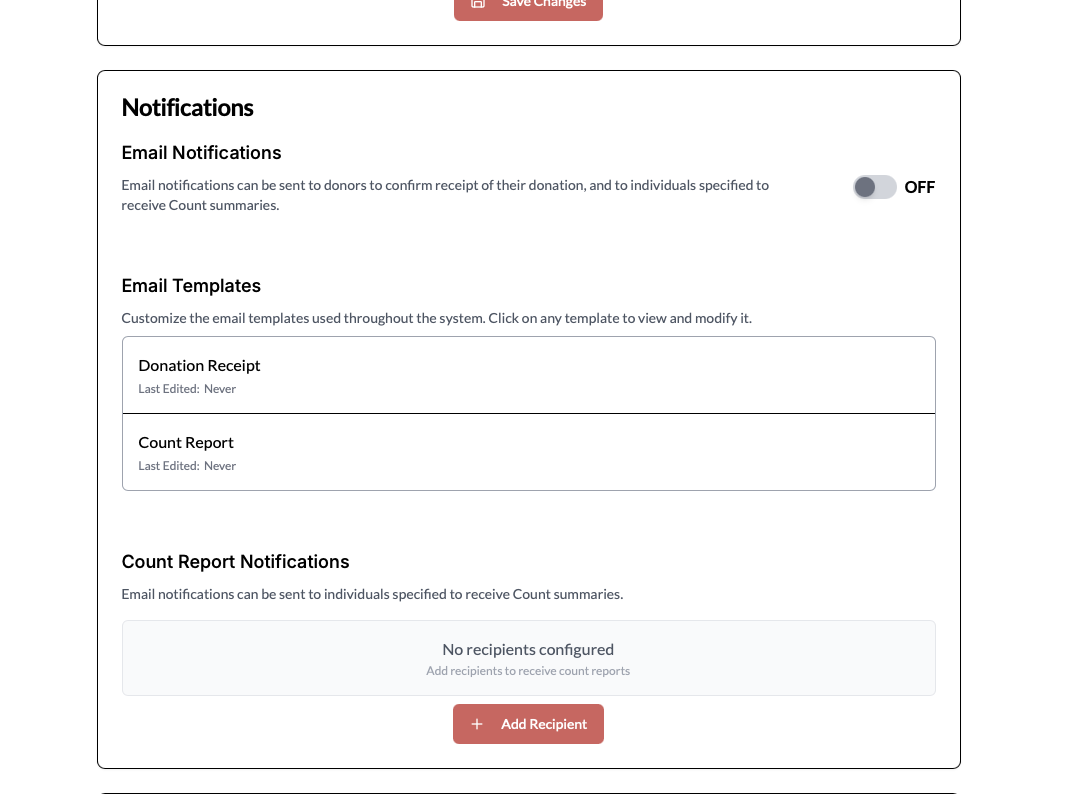 Save Changes
Notifications
Email Notifications
Email notifications can be sent to donors to confirm receipt of their donation, and to individuals specified to
receive Count summaries.
OFF
Email Templates
Customize the email templates used throughout the system. Click on any template to view and modify it.
Donation Receipt
Last Edited: Never
Count Report
Last Edited: Never
Count Report Notifications
Email notifications can be sent to individuals specified to receive Count summaries.
No recipients configured
Add recipients to receive count reports
Add Recipient